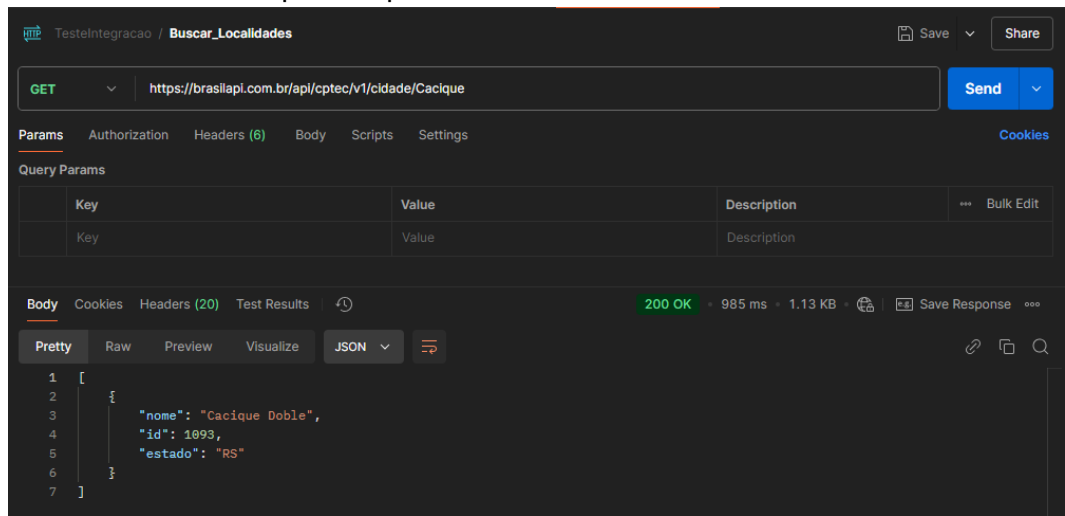 HTTP TesteIntegracao / Buscar_Localidades Save Share
GET https://brasilapi.com.br/api/cptec/v1/cidade/Cacique Send
Params Authorization Headers (6) Body Scripts Settings Cookies
Query Params
Key Value Description Bulk Edit
Key Value Description
Body Cookies Headers (20) Test Results 200 OK 985 ms 1.13 KB e.g. Save Response
Pretty Raw Preview Visualize JSON
1 [
2 {
3 "nome": "Cacique Doble",
4 "id": 1093,
5 "estado": "RS"
6 }
7 ]